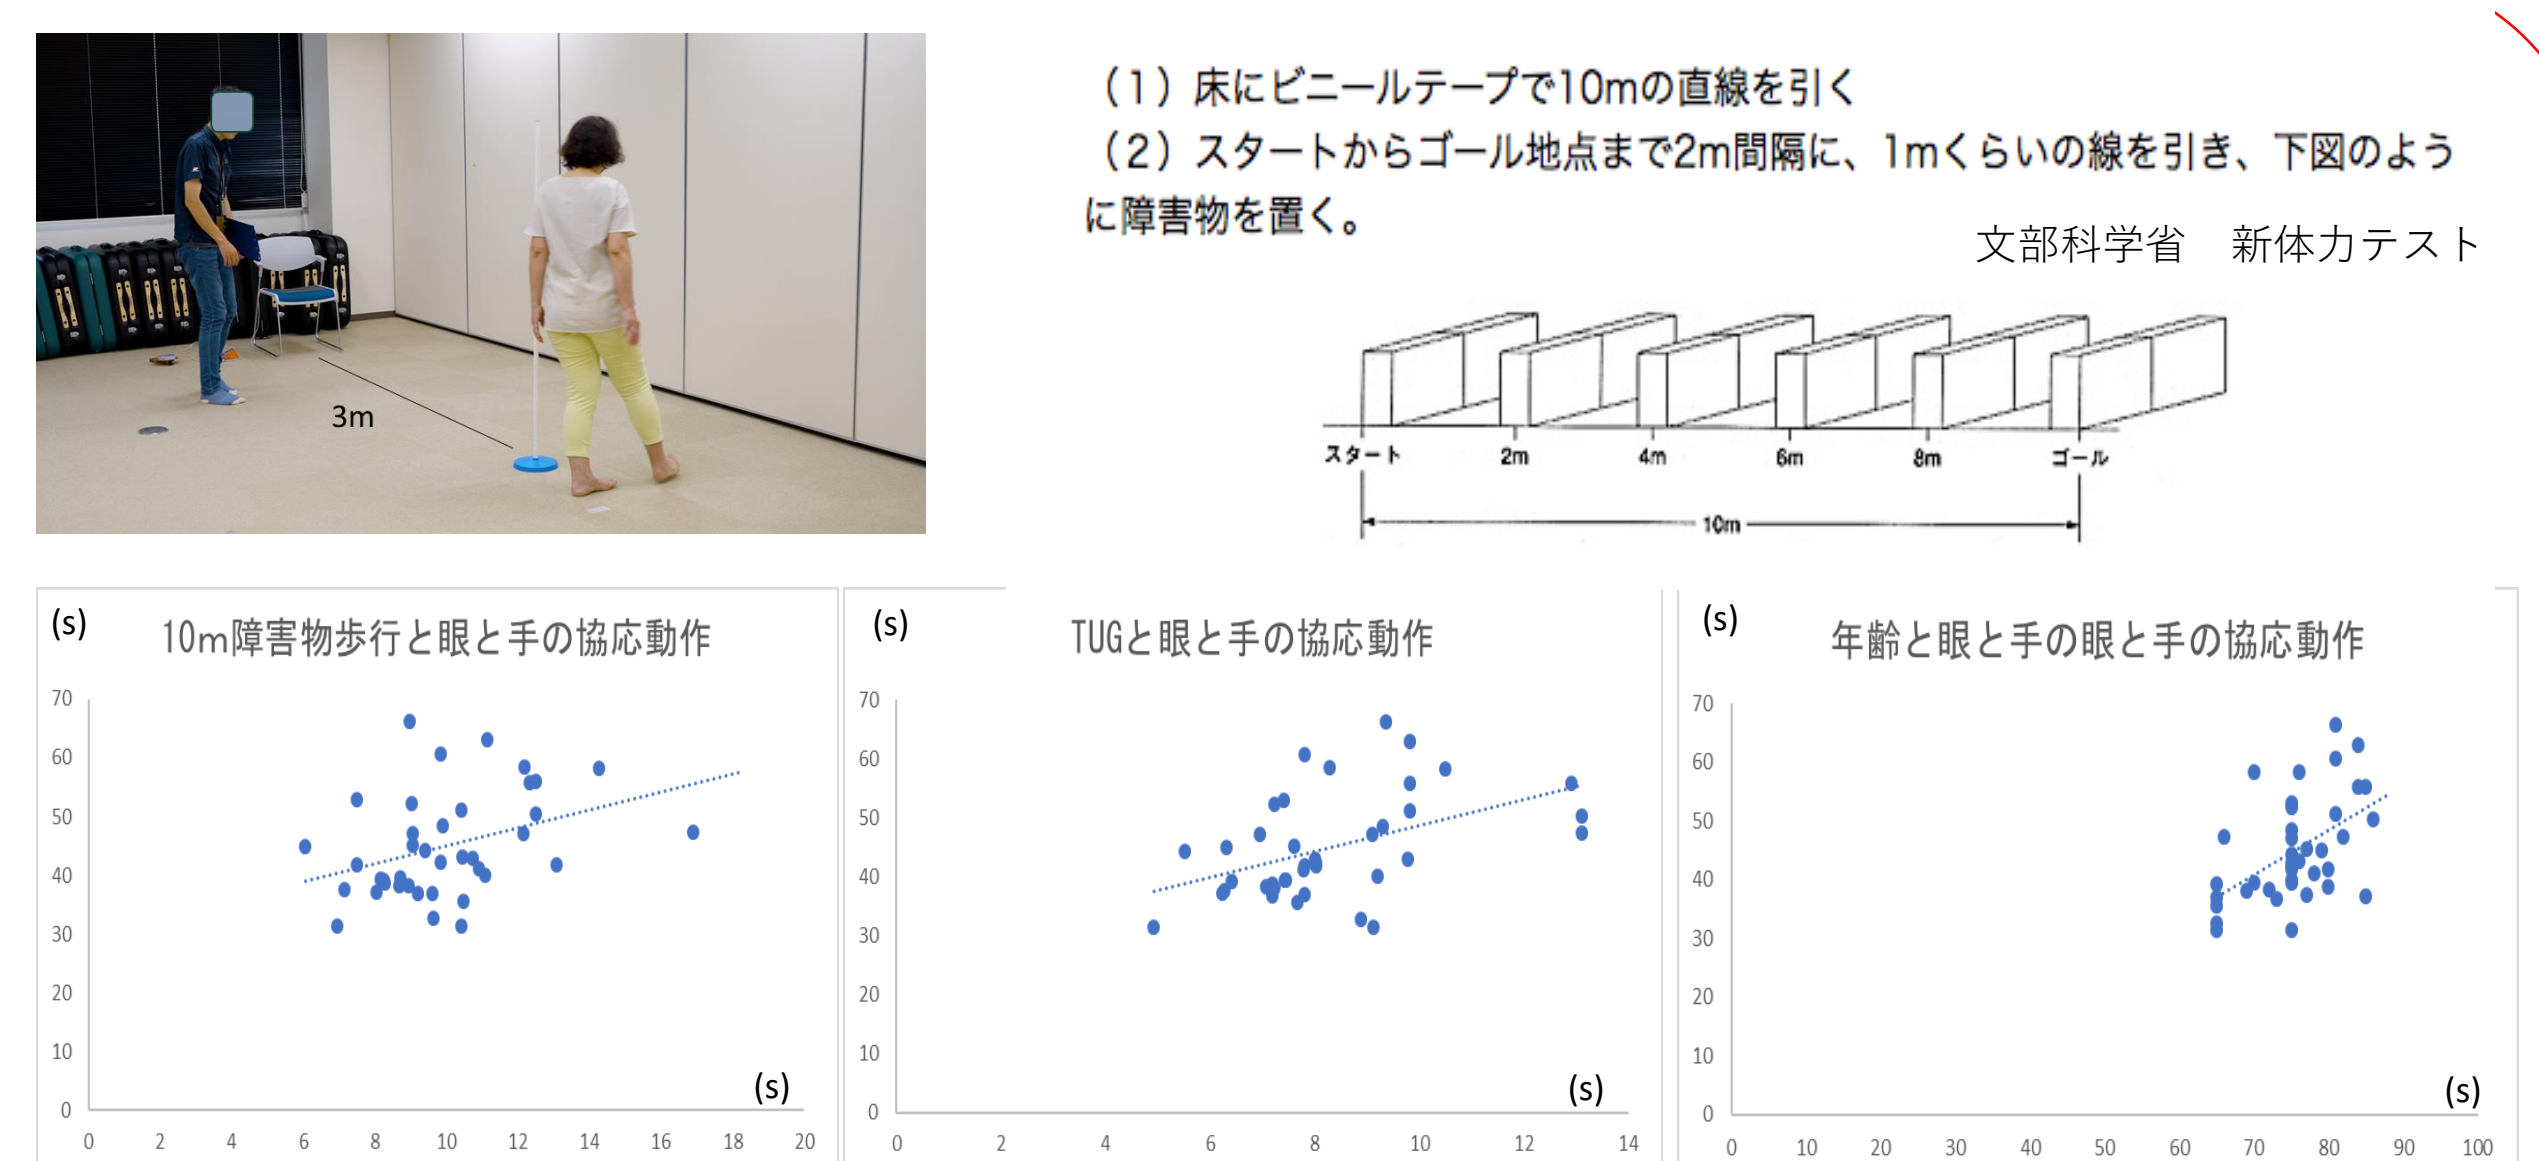 3m
（1）床にビニールテープで10mの直線を引く
（2）スタートからゴール地点まで2m間隔に、1mくらいの線を引き、下図のよう
に障害物を置く。
文部科学省　新体力テスト
スタート 2m 4m 6m 8m ゴール
10m
(s)
10m障害物歩行と眼と手の協応動作
70
60
50
40
30
20
10
0
(s)
0 2 4 6 8 10 12 14 16 18 20
(s)
TUGと眼と手の協応動作
70
60
50
40
30
20
10
0
(s)
0 2 4 6 8 10 12 14
(s)
年齢と眼と手の眼と手の協応動作
70
60
50
40
30
20
10
0
(s)
0 10 20 30 40 50 60 70 80 90 100